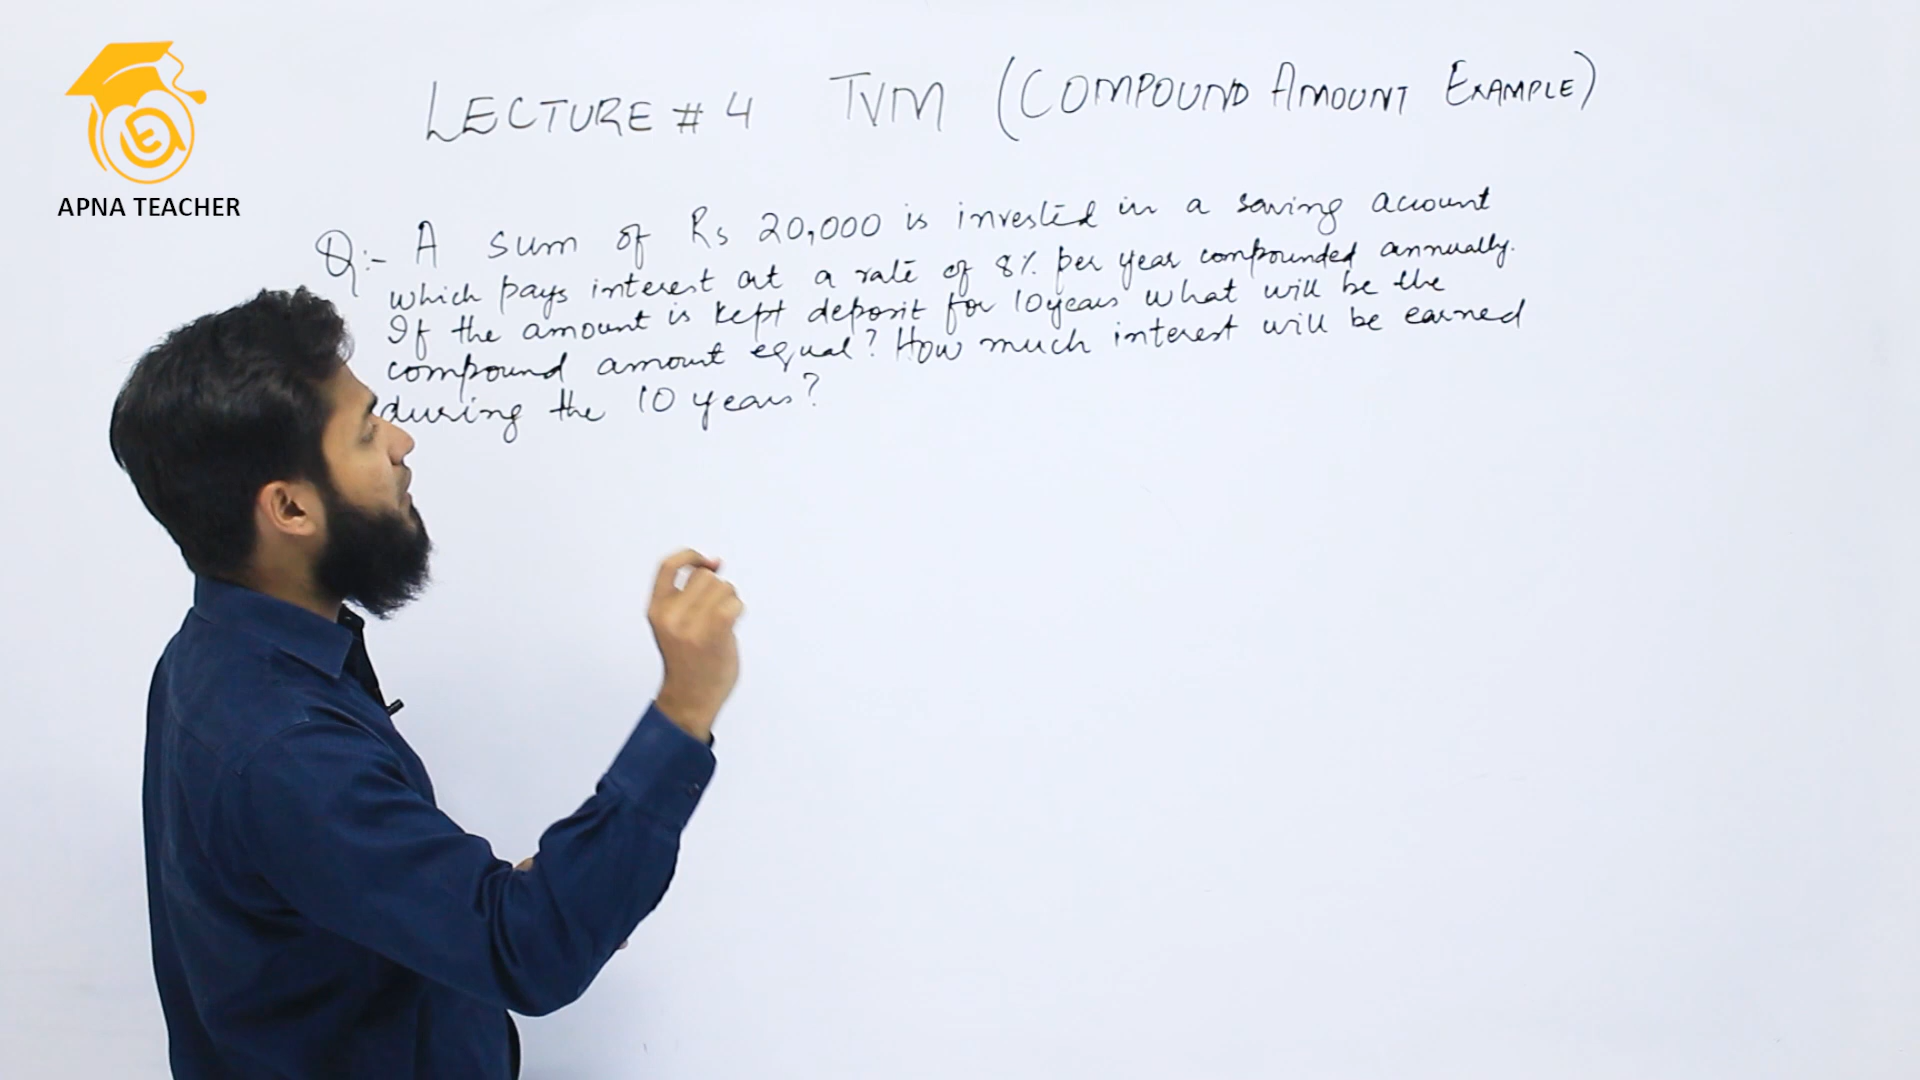 APNA TEACHER
LECTURE # 4 TVM (COMPOUND AMOUNT EXAMPLE)
Q:- A sum of Rs 20,000 is invested in a saving account
which pays interest at a rate of 8% per year compounded annually.
If the amount is kept deposit for 10 years what will be the
compound amount equal? How much interest will be earned
during the 10 years?